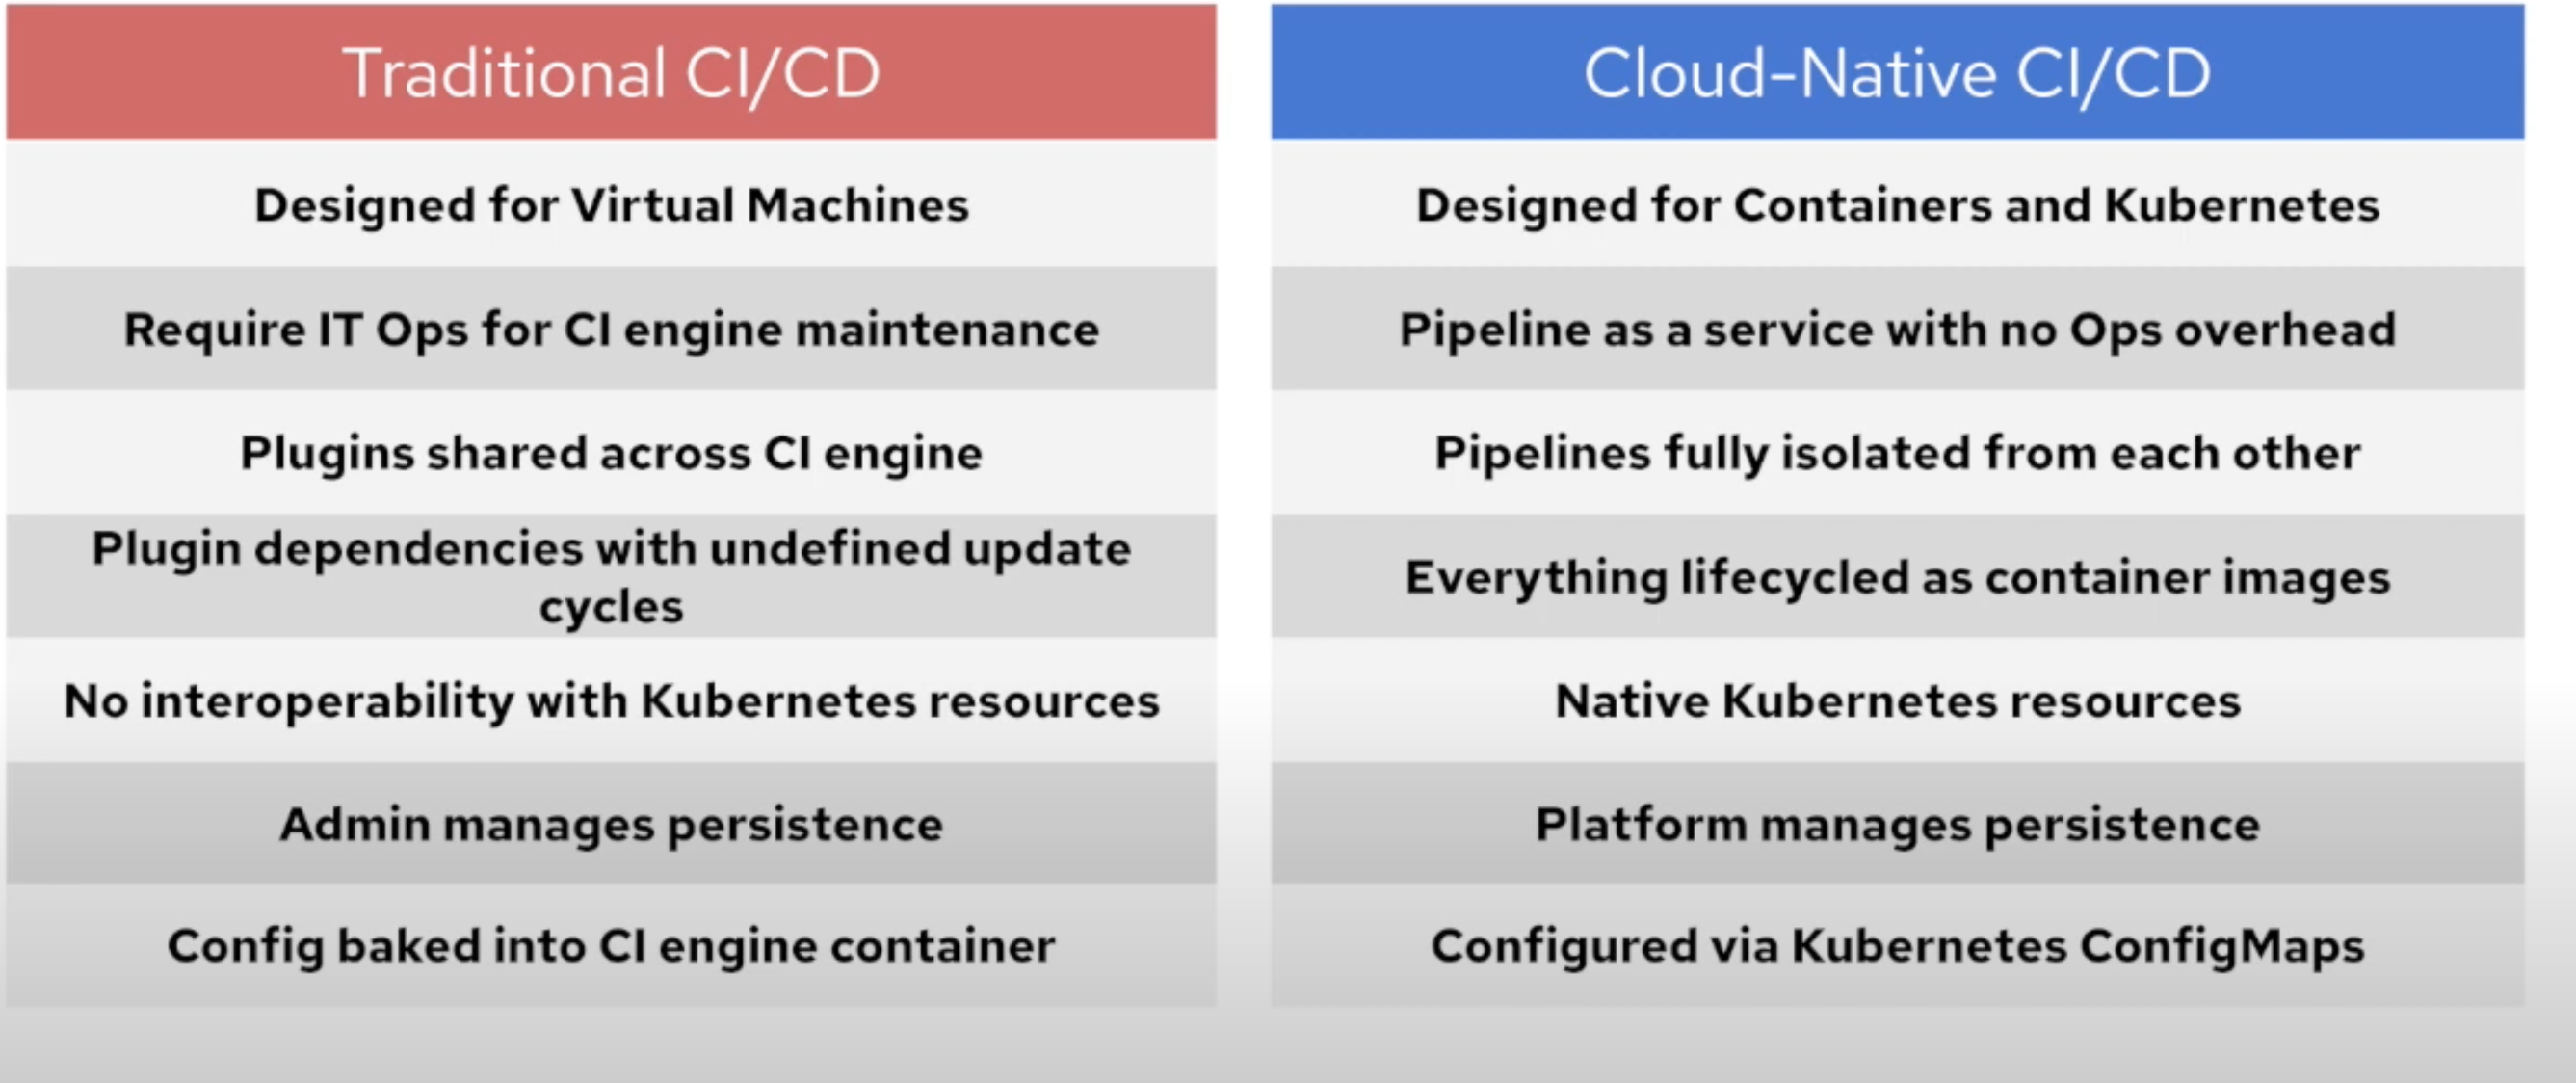 Traditional CI/CD
Cloud-Native CI/CD
Designed for Virtual Machines
Designed for Containers and Kubernetes
Require IT Ops for CI engine maintenance
Pipeline as a service with no Ops overhead
Plugins shared across CI engine
Pipelines fully isolated from each other
Plugin dependencies with undefined update
cycles
Everything lifecycled as container images
No interoperability with Kubernetes resources
Native Kubernetes resources
Admin manages persistence
Platform manages persistence
Config baked into CI engine container
Configured via Kubernetes ConfigMaps